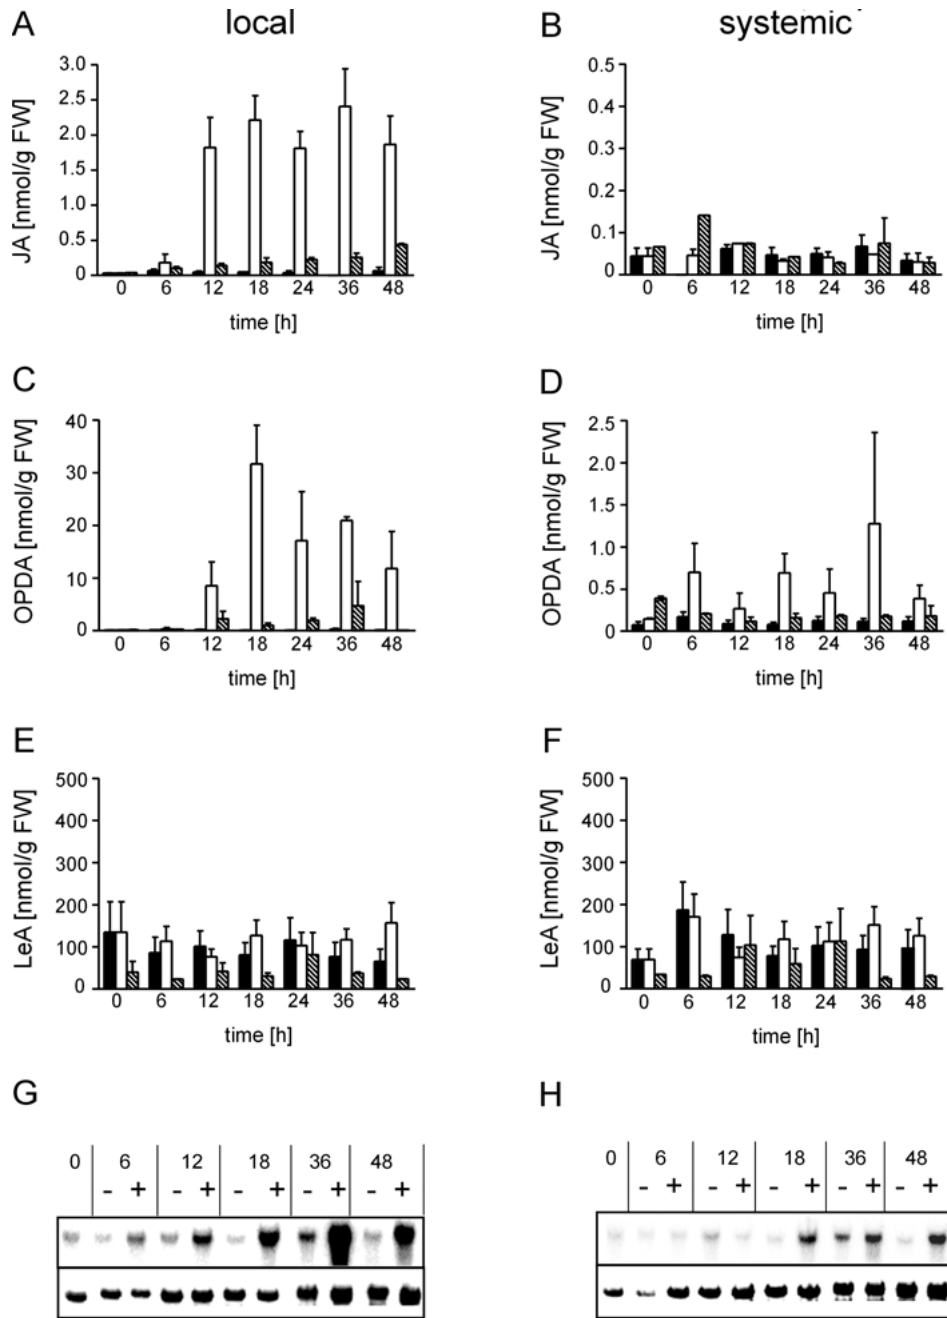 A local
B systemic
3.0
2.5
2.0
1.5
1.0
0.5
0
JA [nmol/g FW]
0 6 12 18 24 36 48
time [h]
0.5
0.4
0.3
0.2
0.1
0
JA [nmol/g FW]
0 6 12 18 24 36 48
time [h]
C
40
30
20
10
0
OPDA [nmol/g FW]
0 6 12 18 24 36 48
time [h]
D
2.5
2.0
1.5
1.0
0.5
0
OPDA [nmol/g FW]
0 6 12 18 24 36 48
time [h]
E
500
400
300
200
100
0
LeA [nmol/g FW]
0 6 12 18 24 36 48
time [h]
F
500
400
300
200
100
0
LeA [nmol/g FW]
0 6 12 18 24 36 48
time [h]
G
0 6 12 18 36 48
- + - + - + - + - +
H
0 6 12 18 36 48
- + - + - + - + - +